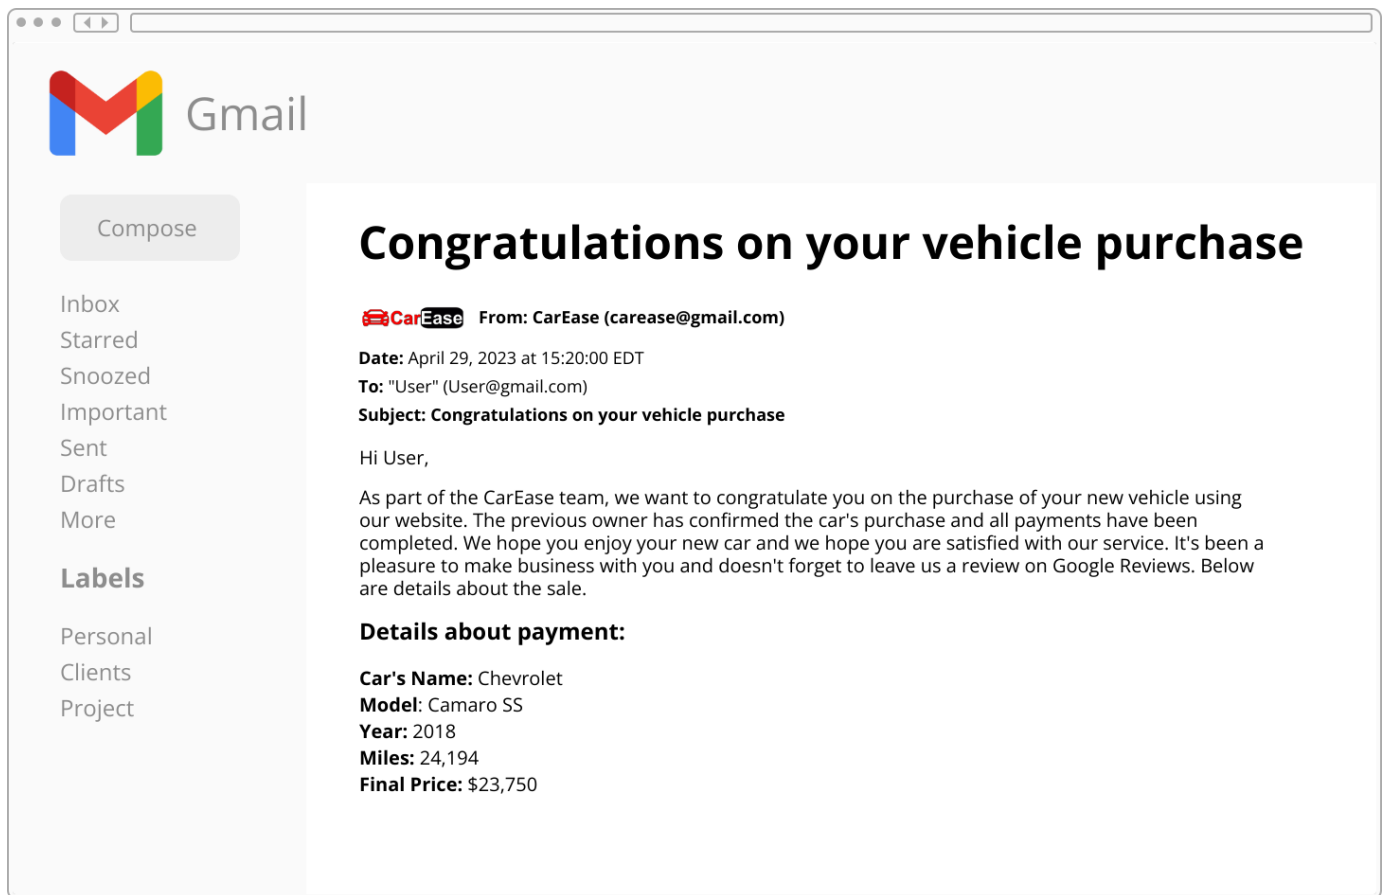 Gmail
Compose
Inbox
Starred
Snoozed
Important
Sent
Drafts
More
Labels
Personal
Clients
Project
Congratulations on your vehicle purchase
CarEase From: CarEase (carease@gmail.com)
Date: April 29, 2023 at 15:20:00 EDT
To: "User" (User@gmail.com)
Subject: Congratulations on your vehicle purchase
Hi User,
As part of the CarEase team, we want to congratulate you on the purchase of your new vehicle using
our website. The previous owner has confirmed the car's purchase and all payments have been
completed. We hope you enjoy your new car and we hope you are satisfied with our service. It's been a
pleasure to make business with you and doesn't forget to leave us a review on Google Reviews. Below
are details about the sale.
Details about payment:
Car's Name: Chevrolet
Model: Camaro SS
Year: 2018
Miles: 24,194
Final Price: $23,750